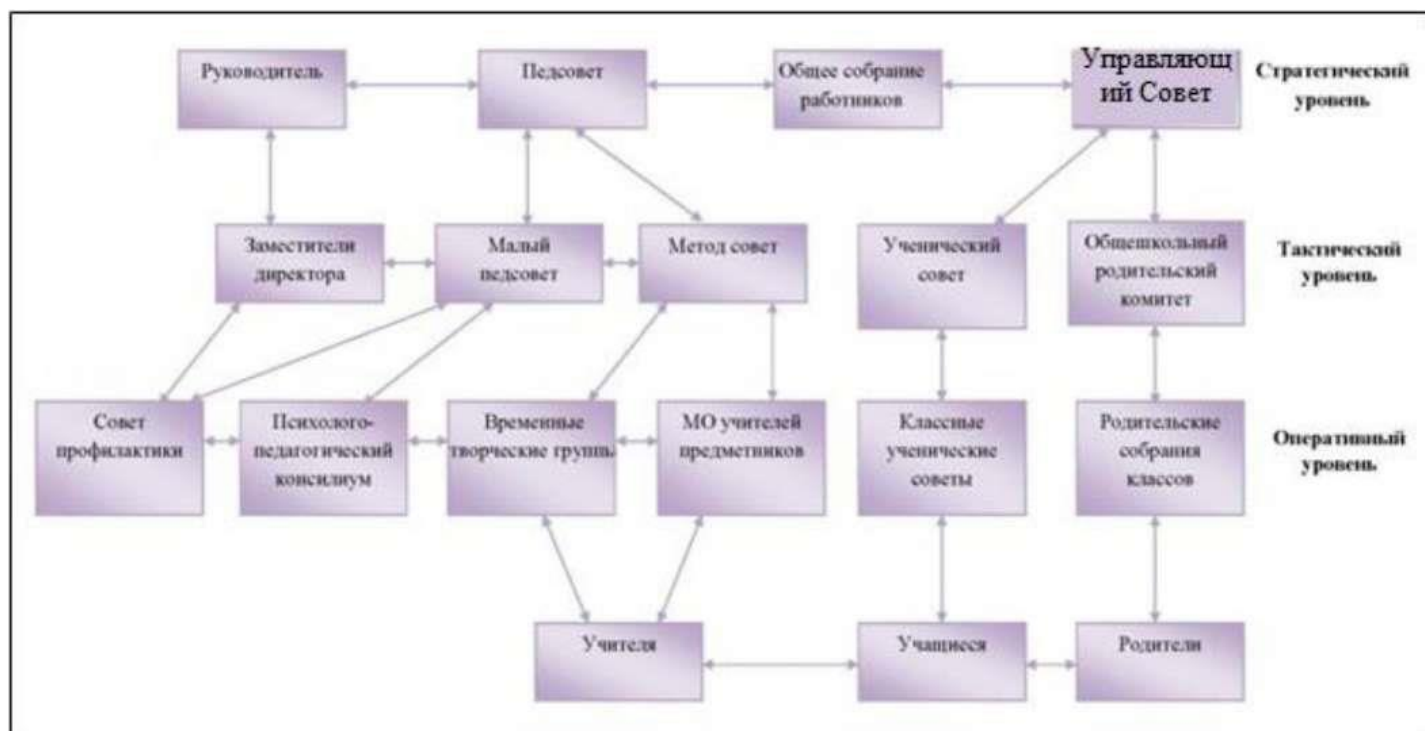 Руководитель
Педсовет
Общее собрание
работников
Управляющ
ий Совет
Стратегический
уровень
Заместители
директора
Малый
педсовет
Метод совет
Ученический
совет
Общешкольный
родительский
комитет
Тактический
уровень
Совет
профилактики
Психолого-
педагогический
консилиум
Временные
творческие групп
МО учителей
предметников
Классные
ученические
советы
Родительские
собрания
классов
Оперативный
уровень
Учителя
Учащиеся
Родители